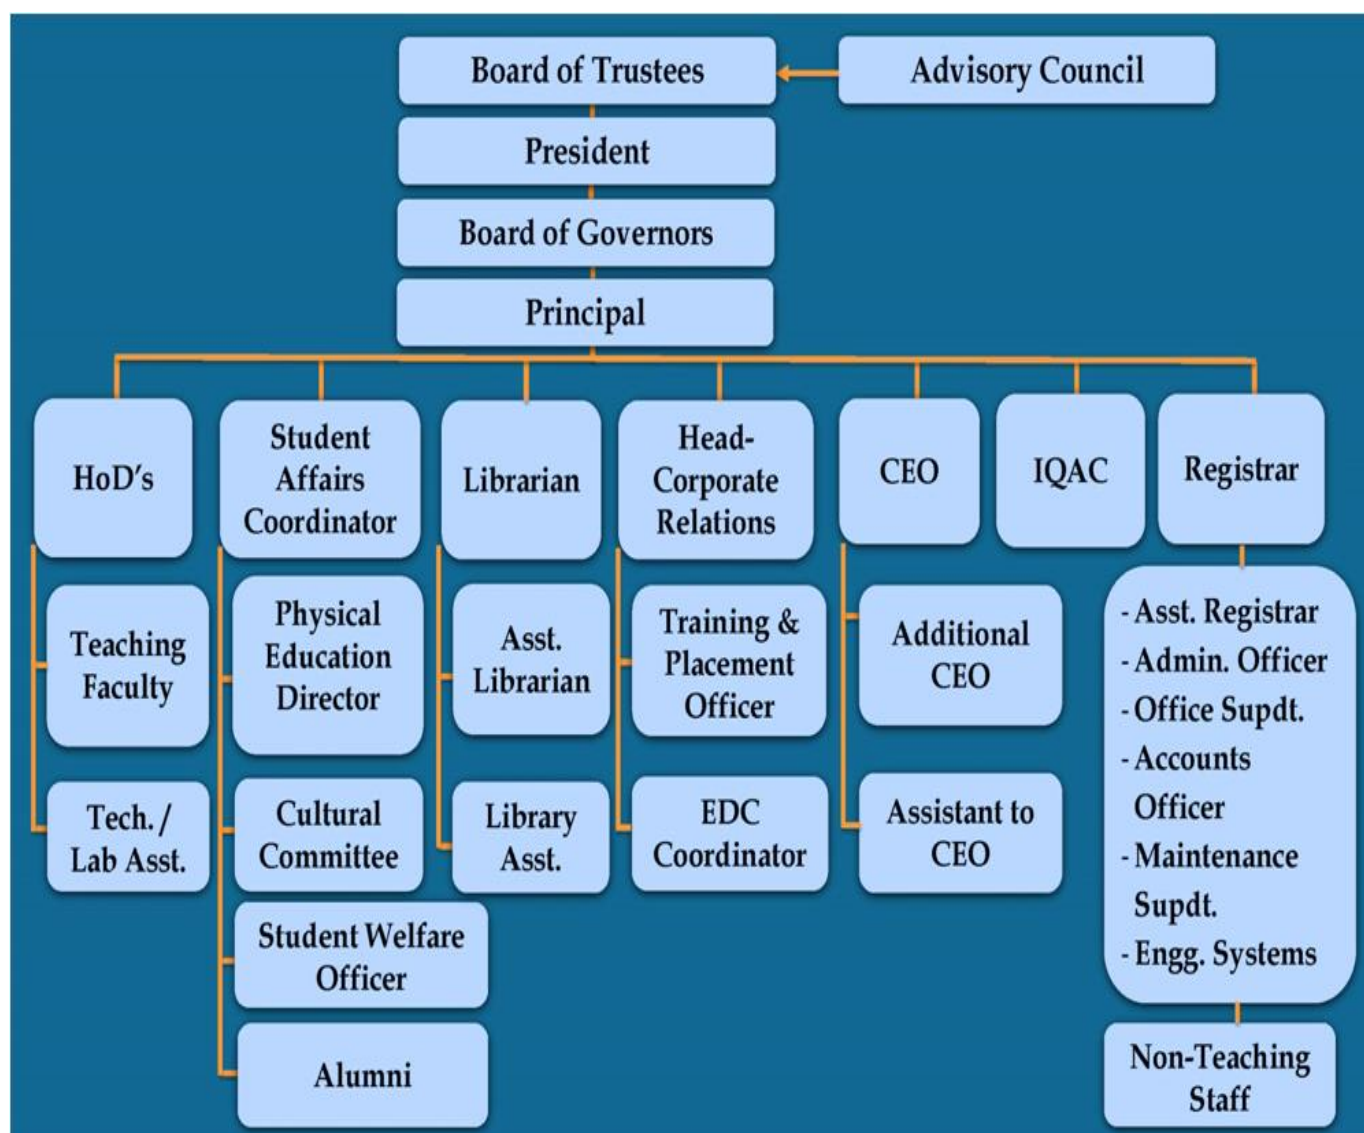 Board of Trustees
Advisory Council
President
Board of Governors
Principal
HoD's
Student
Affairs
Coordinator
Librarian
Head-
Corporate
Relations
CEO
IQAC
Registrar
Teaching
Faculty
Physical
Education
Director
Asst.
Librarian
Training &
Placement
Officer
Additional
CEO
- Asst. Registrar
- Admin. Officer
- Office Supdt.
- Accounts
Officer
- Maintenance
Supdt.
- Engg. Systems
Tech. /
Lab Asst.
Cultural
Committee
Library
Asst.
EDC
Coordinator
Assistant to
CEO
Student Welfare
Officer
Alumni
Non-Teaching
Staff